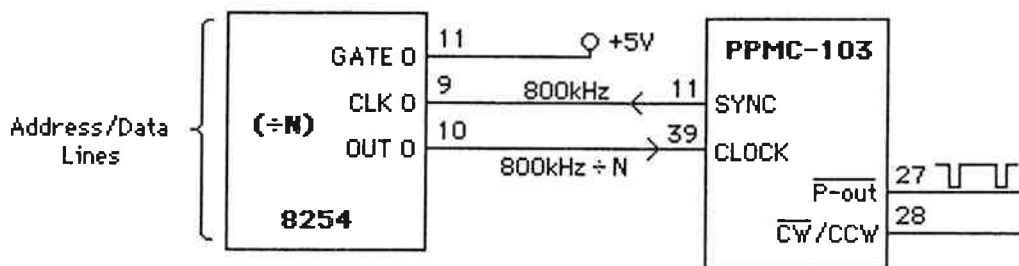 Address/Data
Lines
(÷N)
8254
GATE 0
CLK 0
OUT 0
11
9
10
+5V
800kHz
800kHz ÷ N
11
39
PPMC-103
SYNC
CLOCK
P-out
CW/CCW
27
28